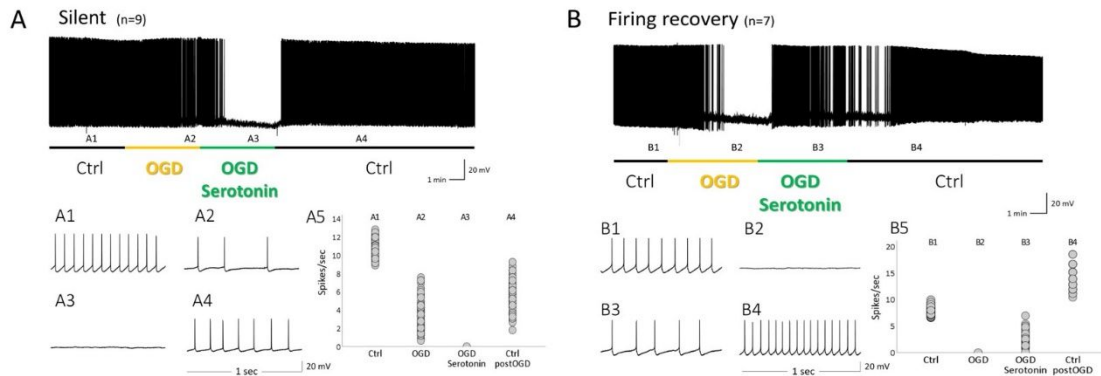 A Silent (n=9)
A1 A2 A3 A4
Ctrl OGD OGD Serotonin Ctrl
1 min 20 mV
A1 A2
A3 A4
1 sec 20 mV
A5 A1 A2 A3 A4
Spikes/sec
14
12
10
8
6
4
2
0
Ctrl OGD OGD Serotonin Ctrl postOGD
B Firing recovery (n=7)
B1 B2 B3 B4
Ctrl OGD OGD Serotonin Ctrl
1 min 20 mV
B1 B2
B3 B4
1 sec 20 mV
B5 B1 B2 B3 B4
Spikes/sec
20
15
10
5
0
Ctrl OGD OGD Serotonin Ctrl postOGD